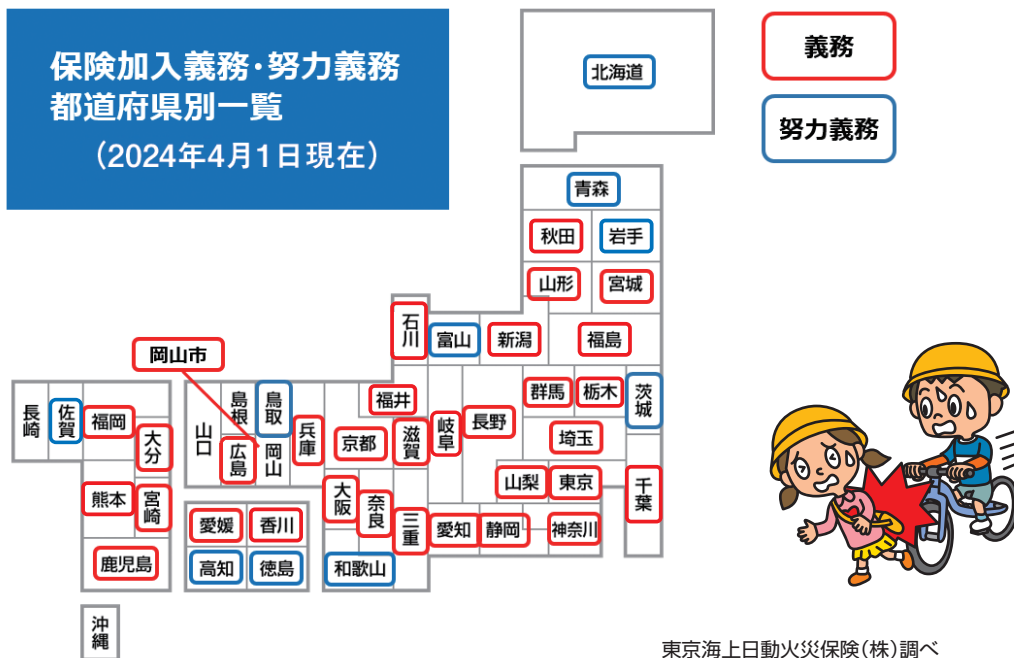 保険加入義務・努力義務
都道府県別一覧
（2024年4月1日現在）
義務
努力義務
北海道
青森
秋田
岩手
山形
宮城
石川
富山
新潟
福島
岡山市
長崎
佐賀
福岡
大分
山口
島根
鳥取
広島
岡山
兵庫
福井
京都
滋賀
岐阜
長野
群馬
栃木
茨城
埼玉
熊本
宮崎
愛媛
香川
大阪
奈良
三重
愛知
静岡
山梨
東京
神奈川
千葉
鹿児島
高知
徳島
和歌山
沖縄
東京海上日動火災保険（株）調べ